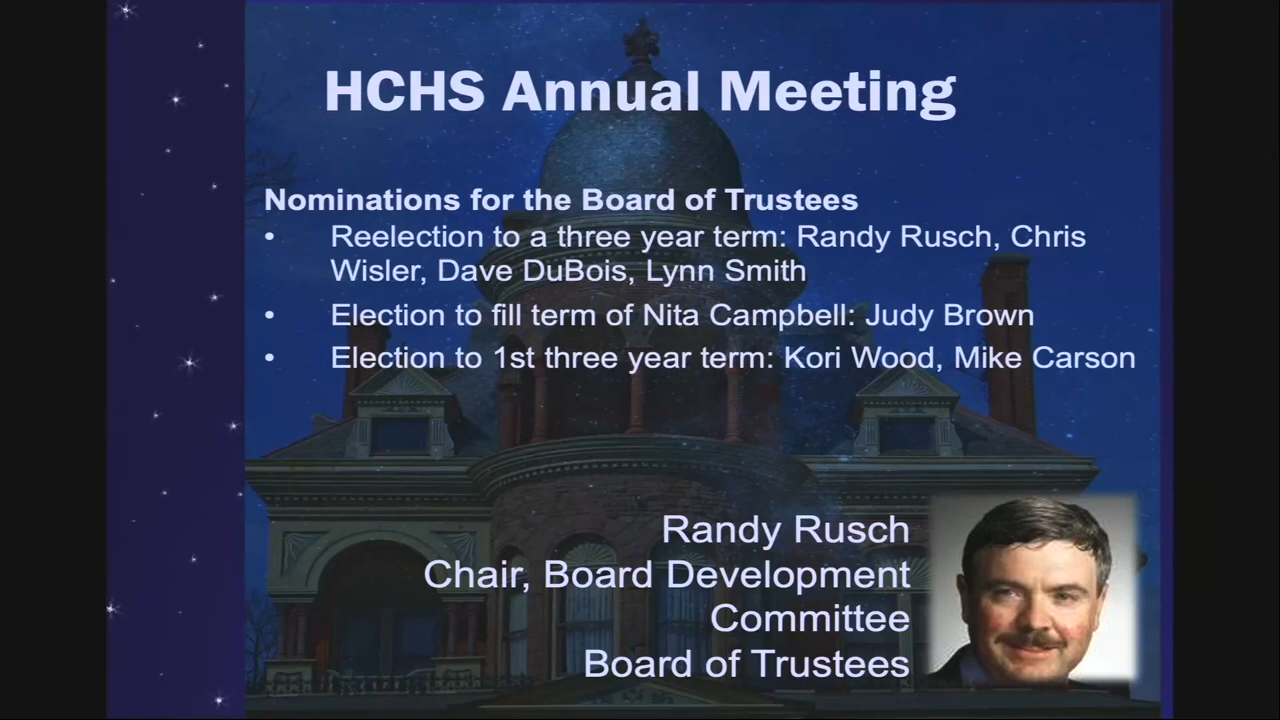 HCHS Annual Meeting
Nominations for the Board of Trustees
• Reelection to a three year term: Randy Rusch, Chris
Wisler, Dave DuBois, Lynn Smith
• Election to fill term of Nita Campbell: Judy Brown
• Election to 1st three year term: Kori Wood, Mike Carson
Randy Rusch
Chair, Board Development
Committee
Board of Trustees